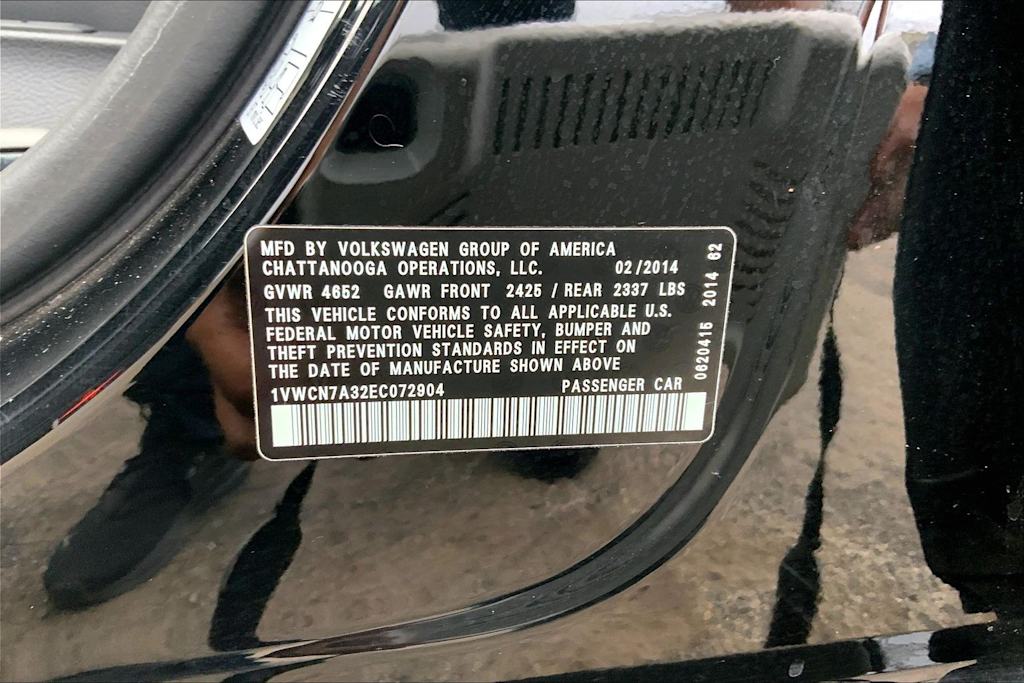 MFD BY VOLKSWAGEN GROUP OF AMERICA
CHATTANOOGA OPERATIONS, LLC. 02/2014
GVWR 4652 GAWR FRONT 2425 / REAR 2337 LBS
THIS VEHICLE CONFORMS TO ALL APPLICABLE U.S.
FEDERAL MOTOR VEHICLE SAFETY, BUMPER AND
THEFT PREVENTION STANDARDS IN EFFECT ON
THE DATE OF MANUFACTURE SHOWN ABOVE
1VWCN7A32EC072904 PASSENGER CAR
0620416 2014 62